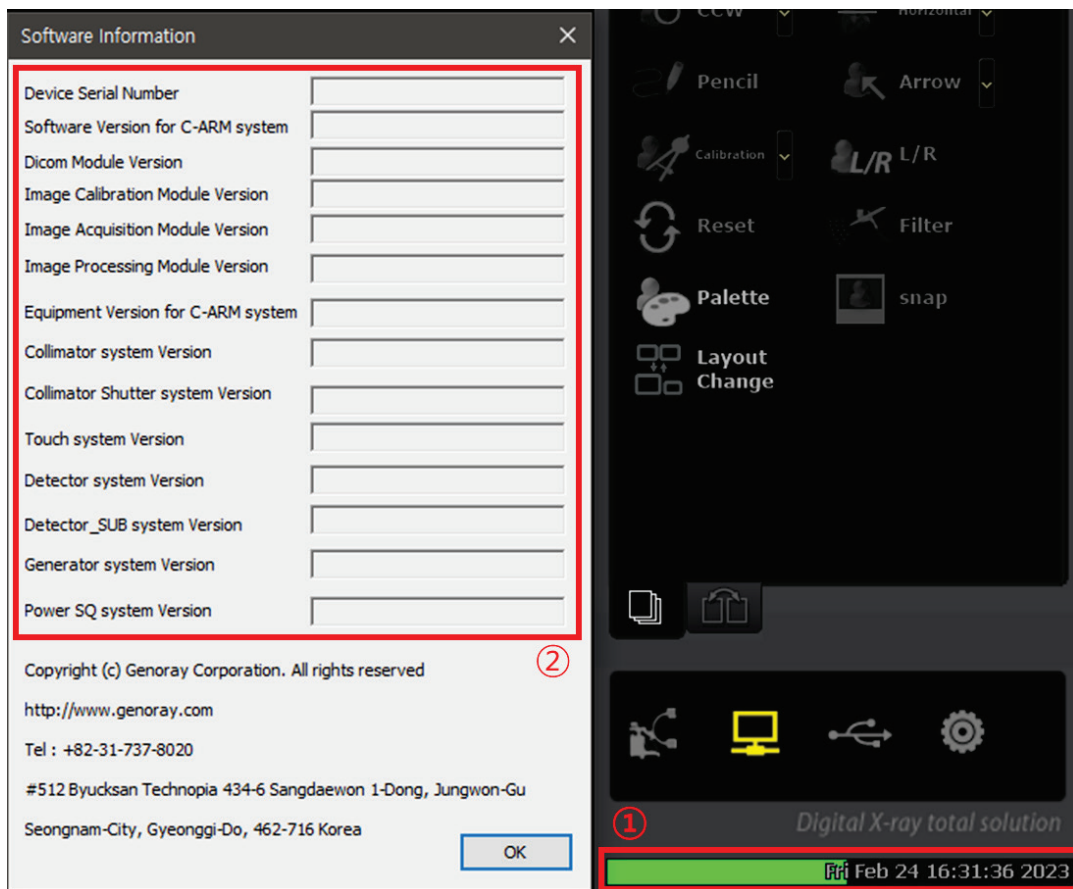 Software Information
Device Serial Number
Software Version for C-ARM system
Dicom Module Version
Image Calibration Module Version
Image Acquisition Module Version
Image Processing Module Version
Equipment Version for C-ARM system
Collimator system Version
Collimator Shutter system Version
Touch system Version
Detector system Version
Detector_SUB system Version
Generator system Version
Power SQ system Version
②
Copyright (c) Genoray Corporation. All rights reserved
http://www.genoray.com
Tel : +82-31-737-8020
#512 Byucksan Technopia 434-6 Sangdaewon 1-Dong, Jungwon-Gu
Seongnam-City, Gyeonggi-Do, 462-716 Korea
OK
CCW Horizontal
Pencil Arrow
Calibration L/R L/R
Reset Filter
Palette snap
Layout
Change
①
Digital X-ray total solution
Fri Feb 24 16:31:36 2023